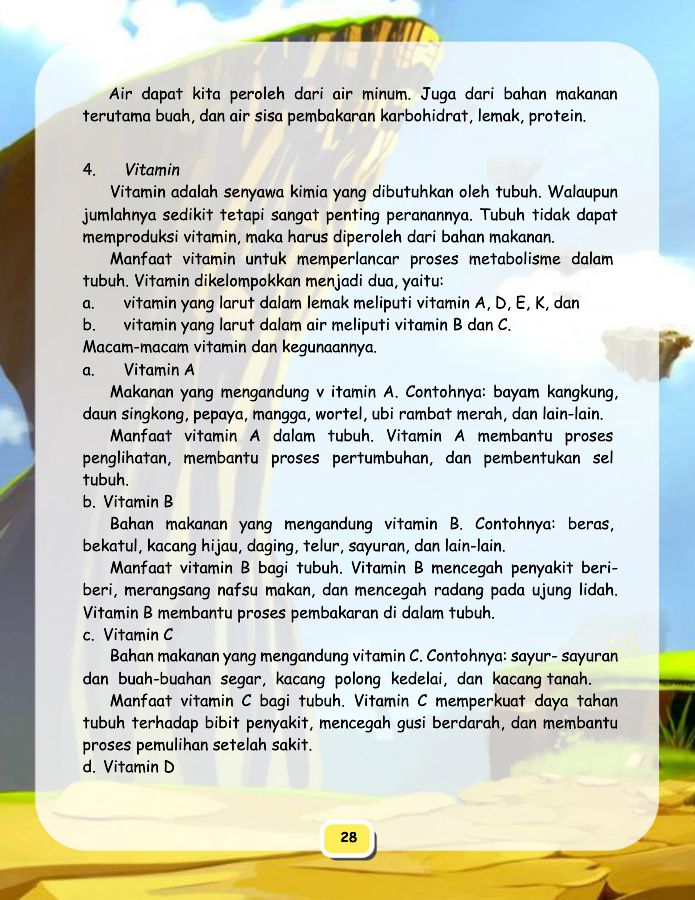 Air dapat kita peroleh dari air minum. Juga dari bahan makanan
terutama buah, dan air sisa pembakaran karbohidrat, lemak, protein.
4. Vitamin
Vitamin adalah senyawa kimia yang dibutuhkan oleh tubuh. Walaupun
jumlahnya sedikit tetapi sangat penting peranannya. Tubuh tidak dapat
memproduksi vitamin, maka harus diperoleh dari bahan makanan.
Manfaat vitamin untuk memperlancar proses metabolisme dalam
tubuh. Vitamin dikelompokkan menjadi dua, yaitu:
a. vitamin yang larut dalam lemak meliputi vitamin A, D, E, K, dan
b. vitamin yang larut dalam air meliputi vitamin B dan C.
Macam-macam vitamin dan kegunaannya.
a. Vitamin A
Makanan yang mengandung v itamin A. Contohnya: bayam kangkung,
daun singkong, pepaya, mangga, wortel, ubi rambat merah, dan lain-lain.
Manfaat vitamin A dalam tubuh. Vitamin A membantu proses
penglihatan, membantu proses pertumbuhan, dan pembentukan sel
tubuh.
b. Vitamin B
Bahan makanan yang mengandung vitamin B. Contohnya: beras,
bekatul, kacang hijau, daging, telur, sayuran, dan lain-lain.
Manfaat vitamin B bagi tubuh. Vitamin B mencegah penyakit beri-
beri, merangsang nafsu makan, dan mencegah radang pada ujung lidah.
Vitamin B membantu proses pembakaran di dalam tubuh.
c. Vitamin C
Bahan makanan yang mengandung vitamin C. Contohnya: sayur- sayuran
dan buah-buahan segar, kacang polong kedelai, dan kacang tanah.
Manfaat vitamin C bagi tubuh. Vitamin C memperkuat daya tahan
tubuh terhadap bibit penyakit, mencegah gusi berdarah, dan membantu
proses pemulihan setelah sakit.
d. Vitamin D
28